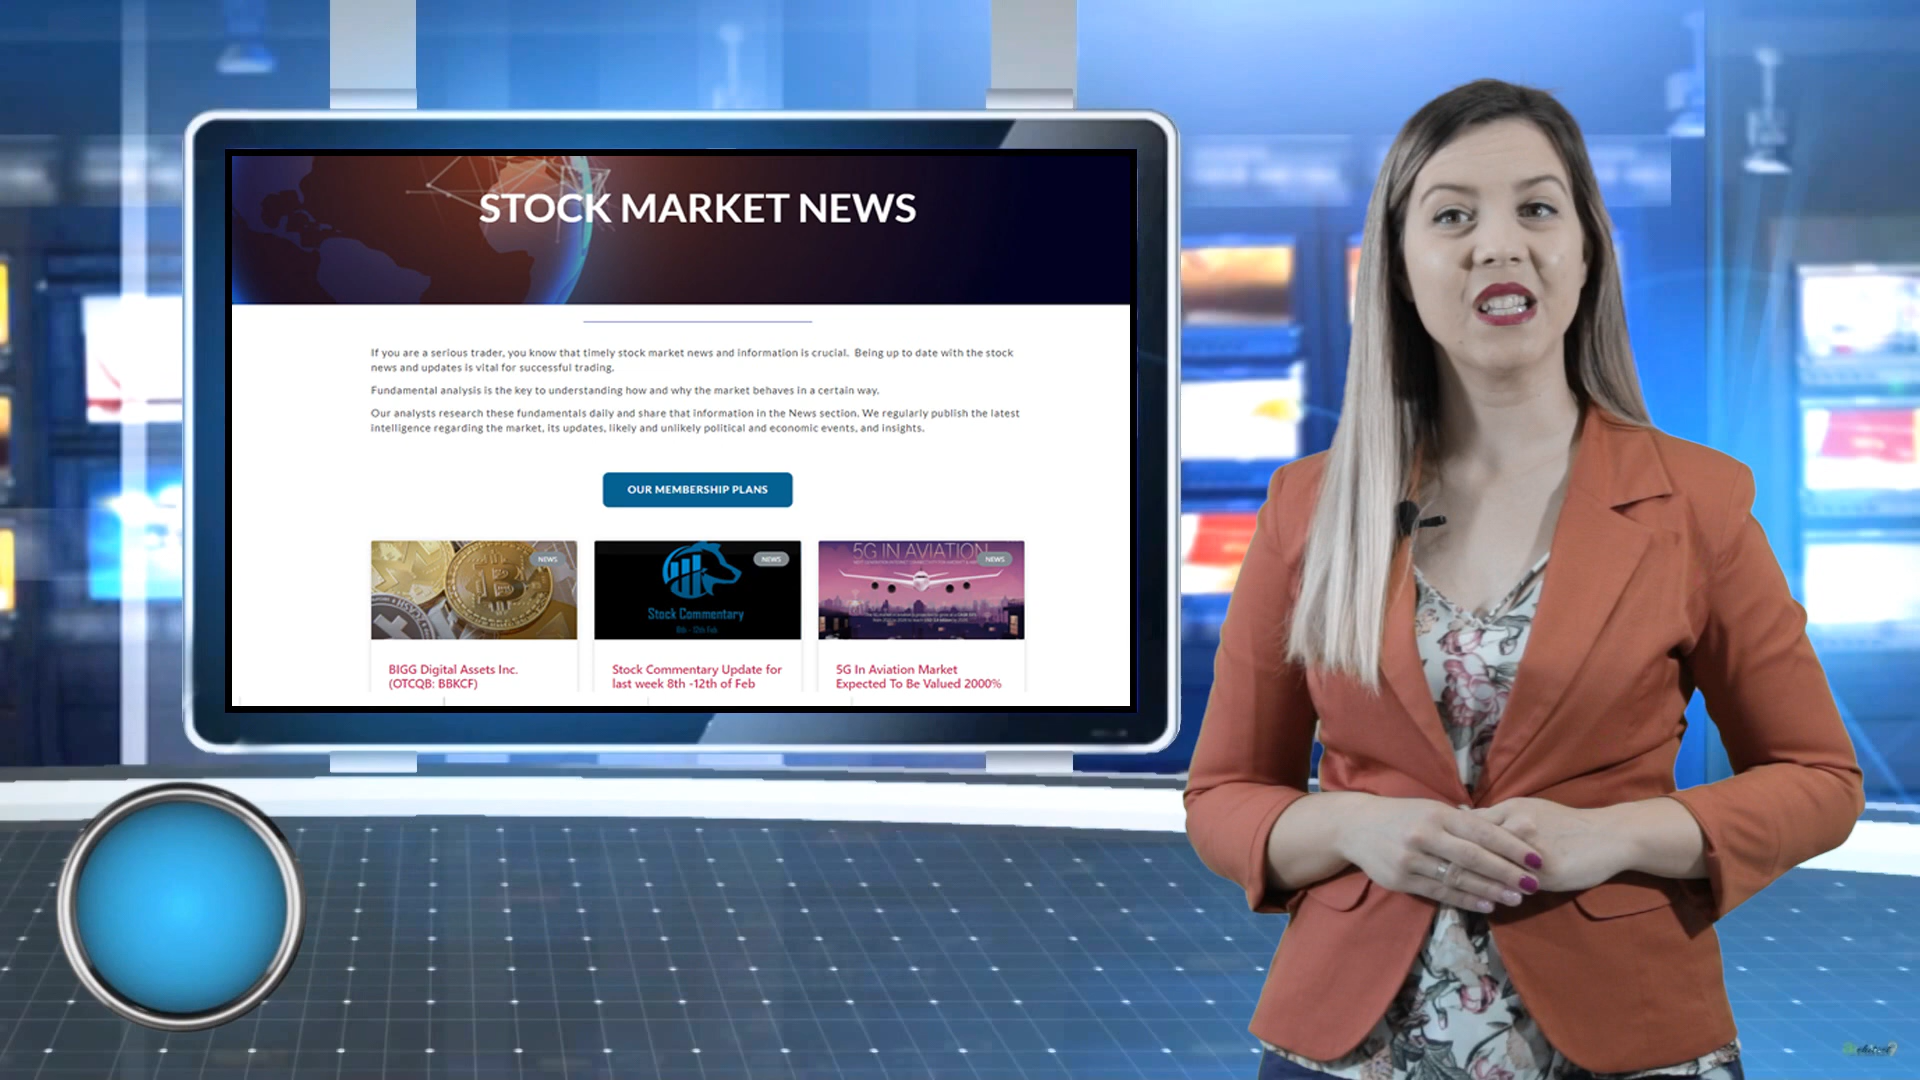 STOCK MARKET NEWS
If you are a serious trader, you know that timely stock market news and information is crucial.  Being up to date with the stock
news and updates is vital for successful trading.
Fundamental analysis is the key to understanding how and why the market behaves in a certain way.
Our analysts research these fundamentals daily and share that information in the News section. We regularly publish the latest
intelligence regarding the market, its updates, likely and unlikely political and economic events, and insights.
OUR MEMBERSHIP PLANS
NEWS
NEWS
5G IN AVIATION
NEWS
Stock Commentary
8th - 12th Feb
BIGG Digital Assets Inc.
(OTCQB: BBKCF)
Stock Commentary Update for
last week 8th -12th of Feb
5G In Aviation Market
Expected To Be Valued 2000%